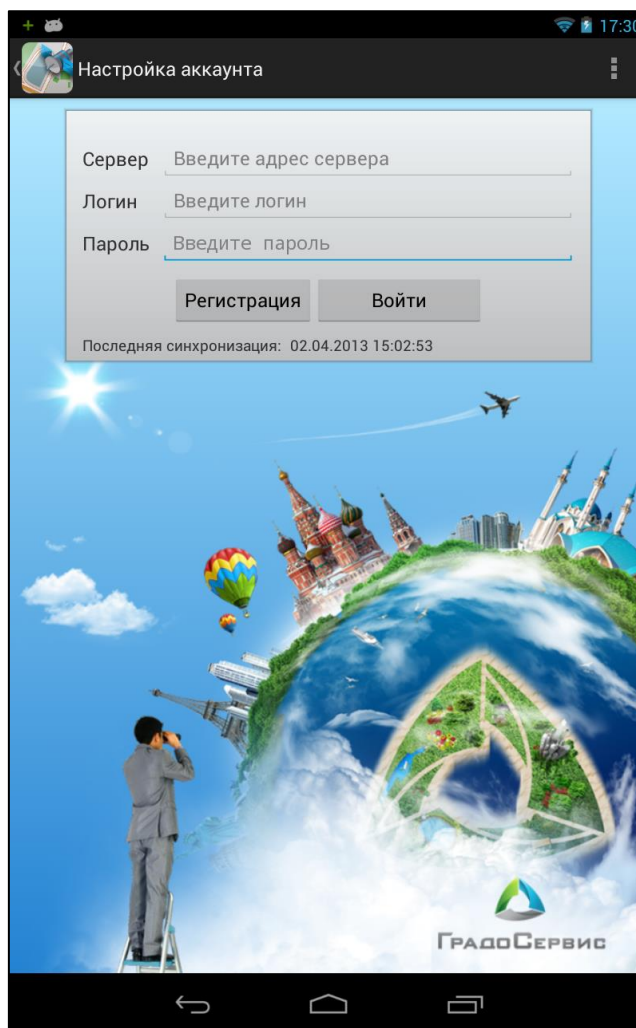 17:30
Настройка аккаунта
Сервер Введите адрес сервера
Логин Введите логин
Пароль Введите пароль
Регистрация Войти
Последняя синхронизация: 02.04.2013 15:02:53
ГрадоСервис